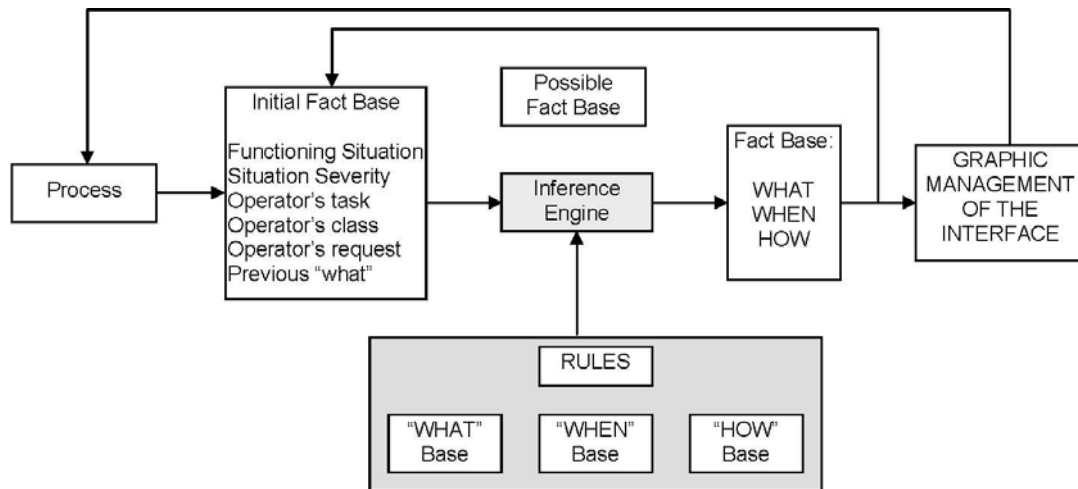 Process
Initial Fact Base
Functioning Situation
Situation Severity
Operator’s task
Operator’s class
Operator’s request
Previous “what”
Possible
Fact Base
Inference
Engine
Fact Base:
WHAT
WHEN
HOW
GRAPHIC
MANAGEMENT
OF THE
INTERFACE
RULES
“WHAT”
Base
“WHEN”
Base
“HOW”
Base